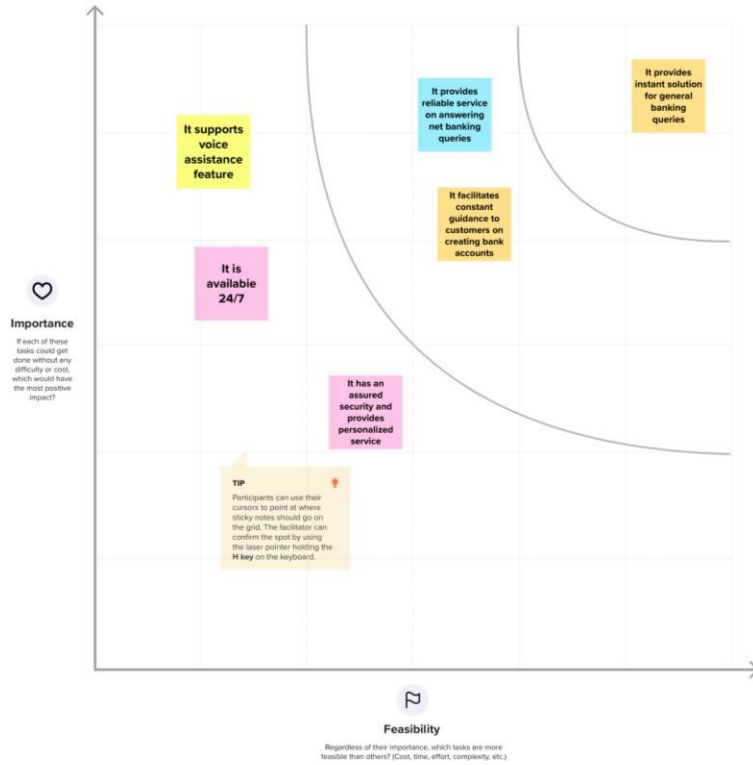 It provides
instant solution
for general
banking
queries
It provides
reliable service
on answering
net banking
queries
It supports
voice
assistance
feature
It facilitates
constant
guidance to
customers on
creating bank
accounts
It is
available
24/7
Importance
If each of these
tasks could get
done without any
difficulty or cost,
which would have
the most positive
impact?
It has an
assured
security and
provides
personalized
service
TIP
Participants can use their
cursors to point at where
sticky notes should go on
the grid. The facilitator can
confirm the spot by using
the laser pointer holding the
H key on the keyboard.
Feasibility
Regardless of their importance, which tasks are more
feasible than others? (Cost, time, effort, complexity, etc.)